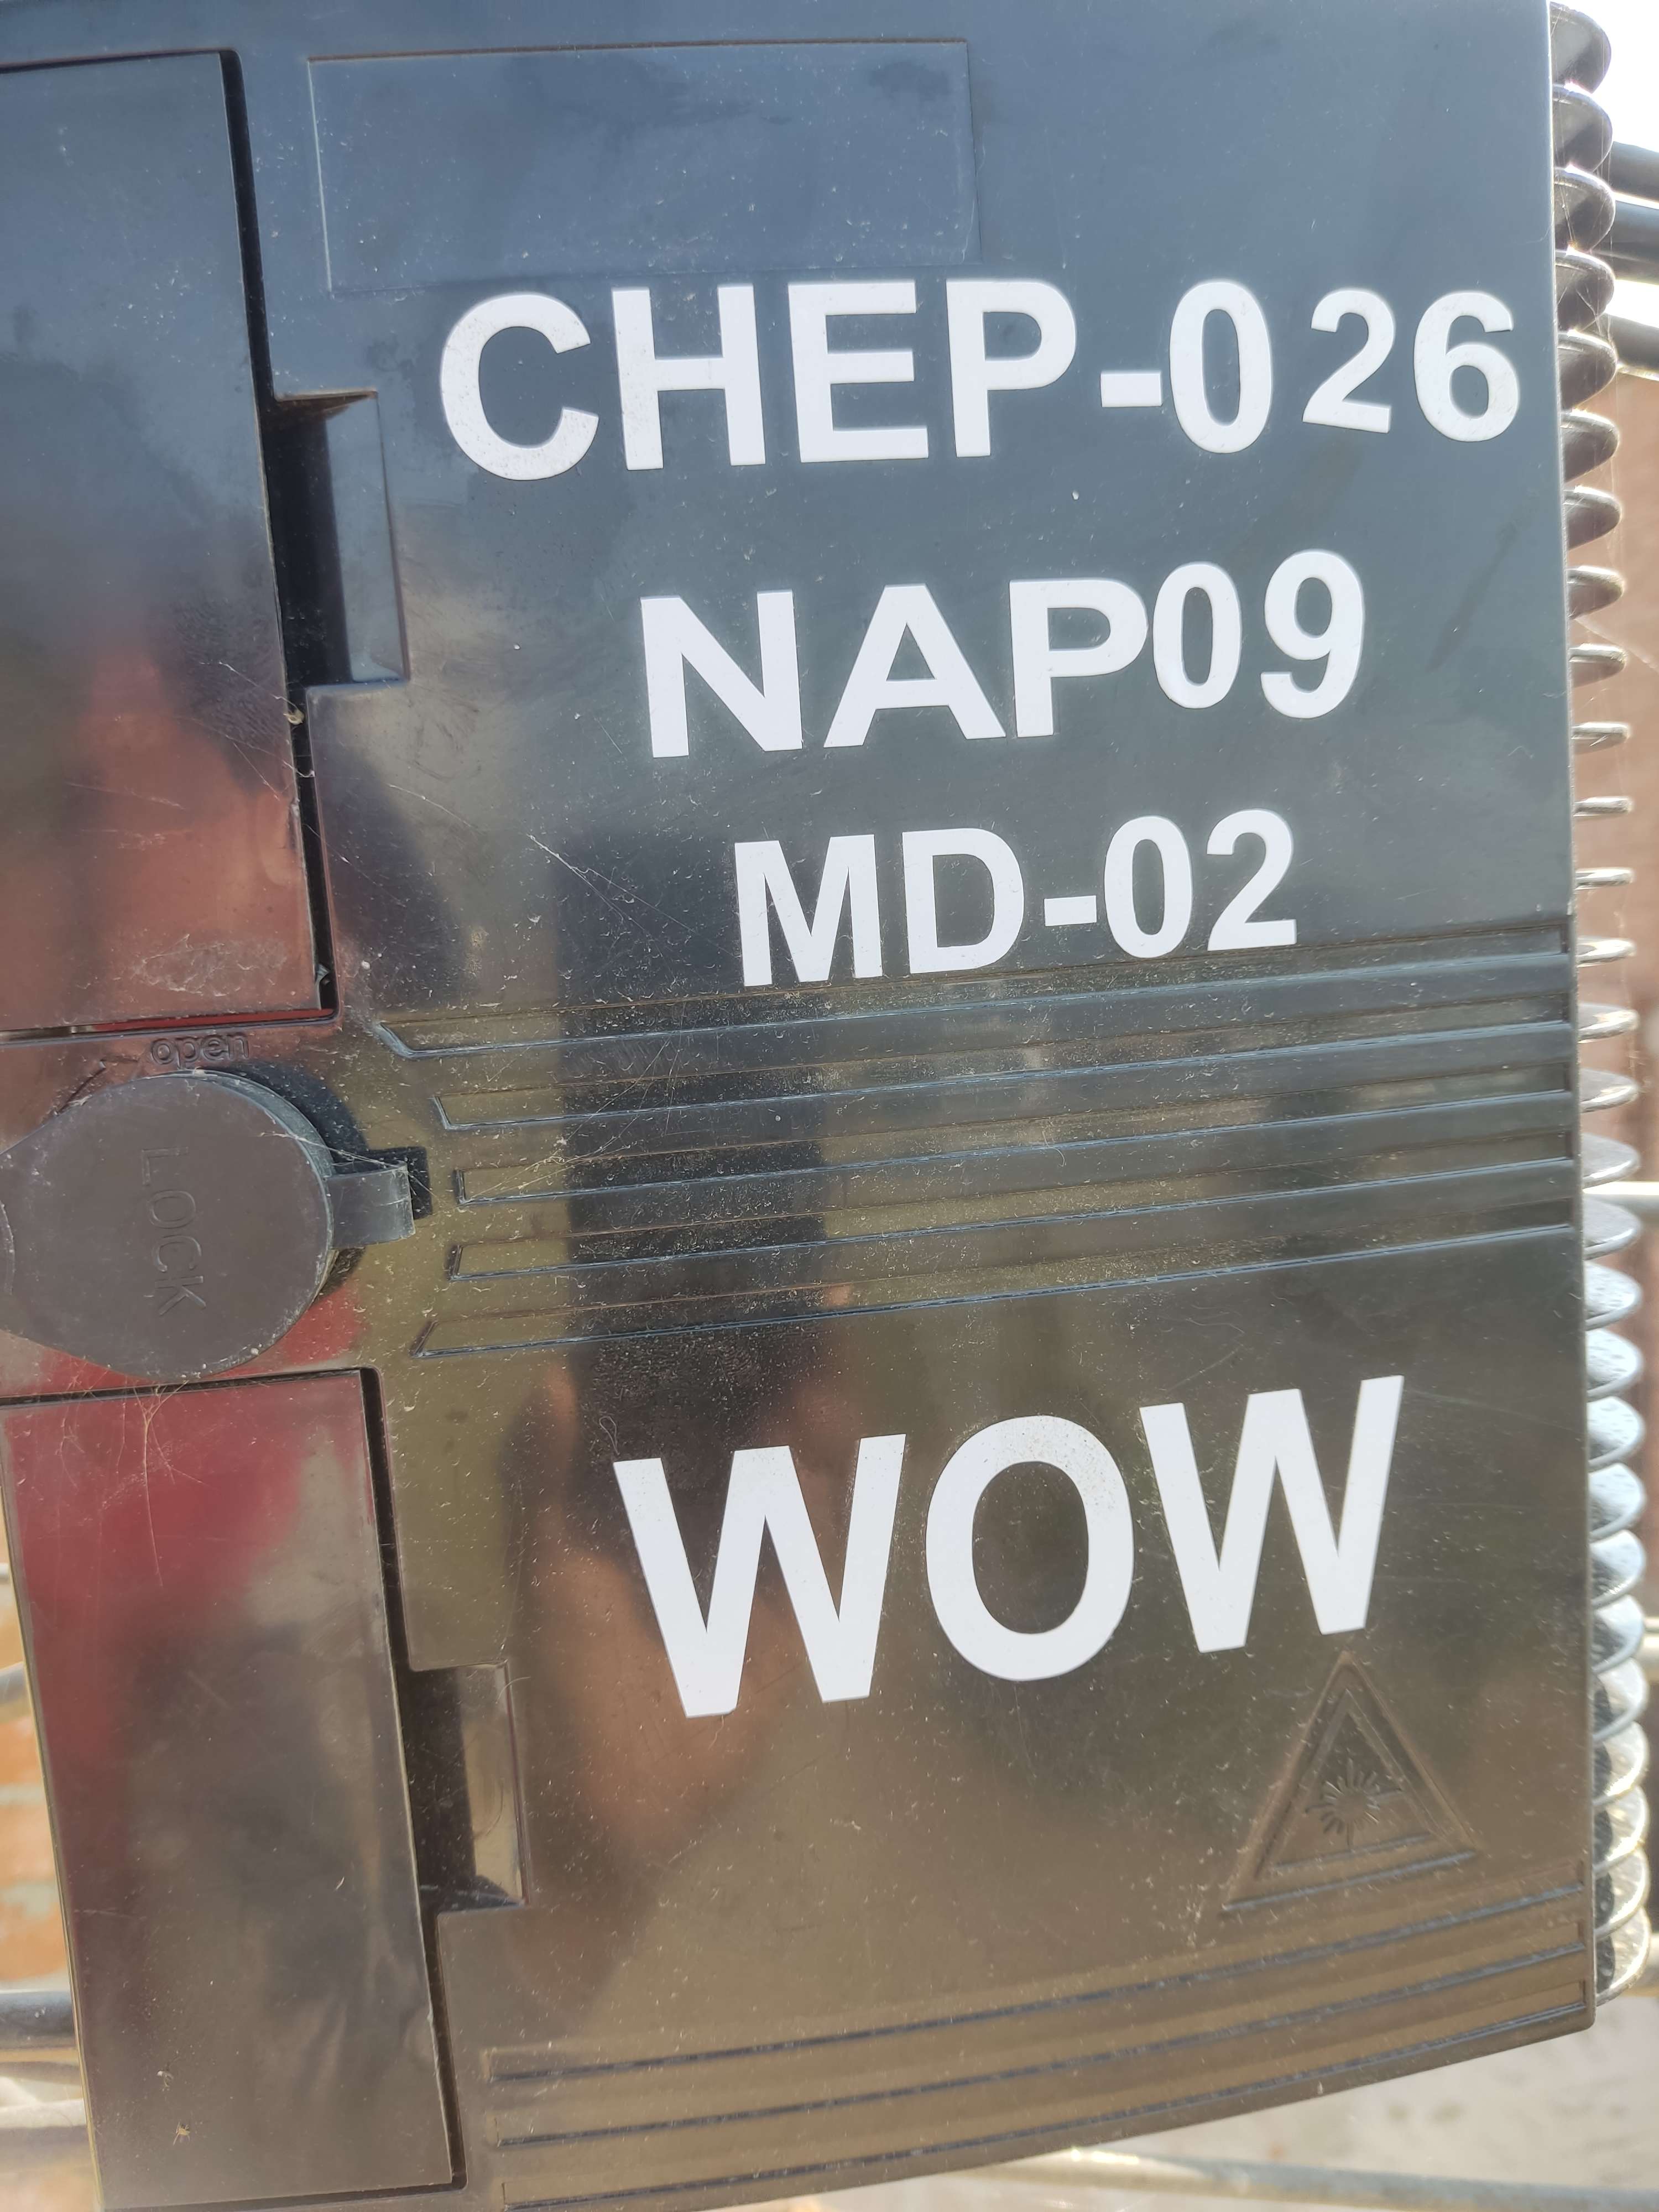 CHEP-026
NAP09
MD-02
open
LOCK
WOW